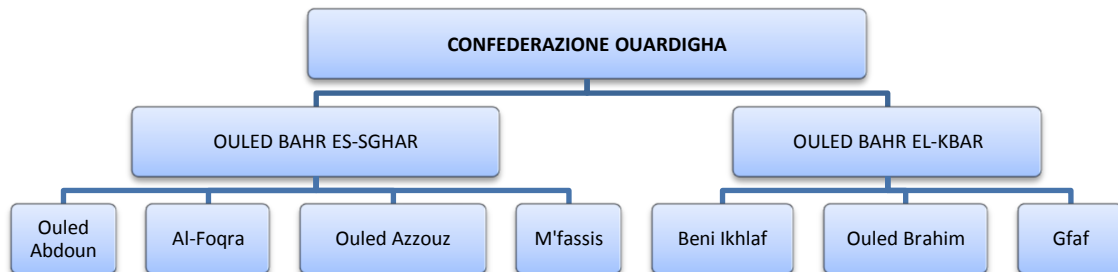 CONFEDERAZIONE OUARDIGHA
OULED BAHR ES-SGHAR
OULED BAHR EL-KBAR
Ouled
Abdoun
Al-Foqra
Ouled Azzouz
M'fassis
Beni Ikhlaf
Ouled Brahim
Gfaf